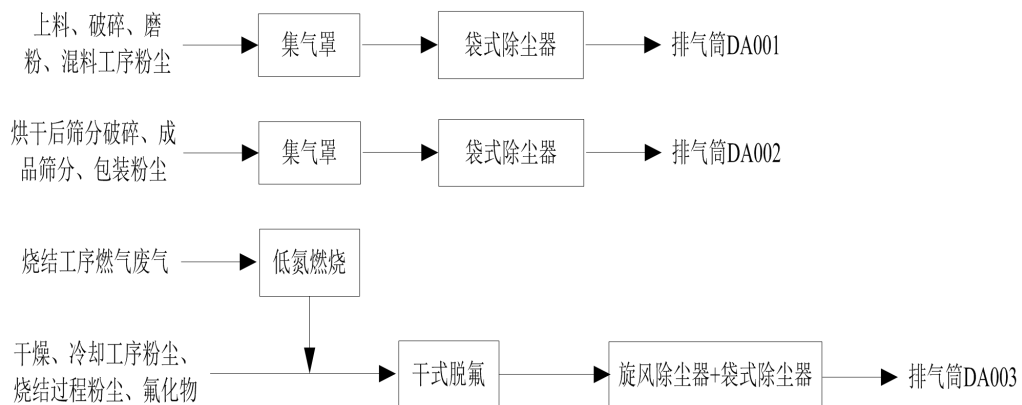 上料、破碎、磨
粉、混料工序粉尘
集气罩
袋式除尘器
排气筒DA001
烘干后筛分破碎、成
品筛分、包装粉尘
集气罩
袋式除尘器
排气筒DA002
烧结工序燃气废气
低氮燃烧
干燥、冷却工序粉尘、
烧结过程粉尘、氟化物
干式脱氟
旋风除尘器+袋式除尘器
排气筒DA003